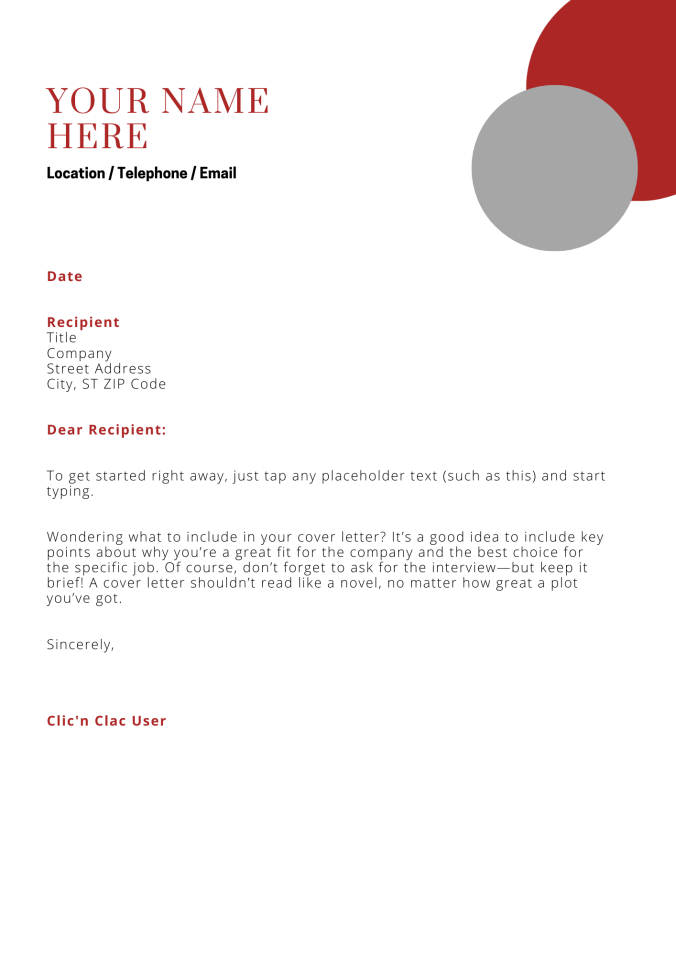 YOUR NAME
HERE
Location / Telephone / Email
Date
Recipient
Title
Company
Street Address
City, ST ZIP Code
Dear Recipient:
To get started right away, just tap any placeholder text (such as this) and start
typing.
Wondering what to include in your cover letter? It’s a good idea to include key
points about why you’re a great fit for the company and the best choice for
the specific job. Of course, don’t forget to ask for the interview—but keep it
brief! A cover letter shouldn’t read like a novel, no matter how great a plot
you’ve got.
Sincerely,
Clic'n Clac User